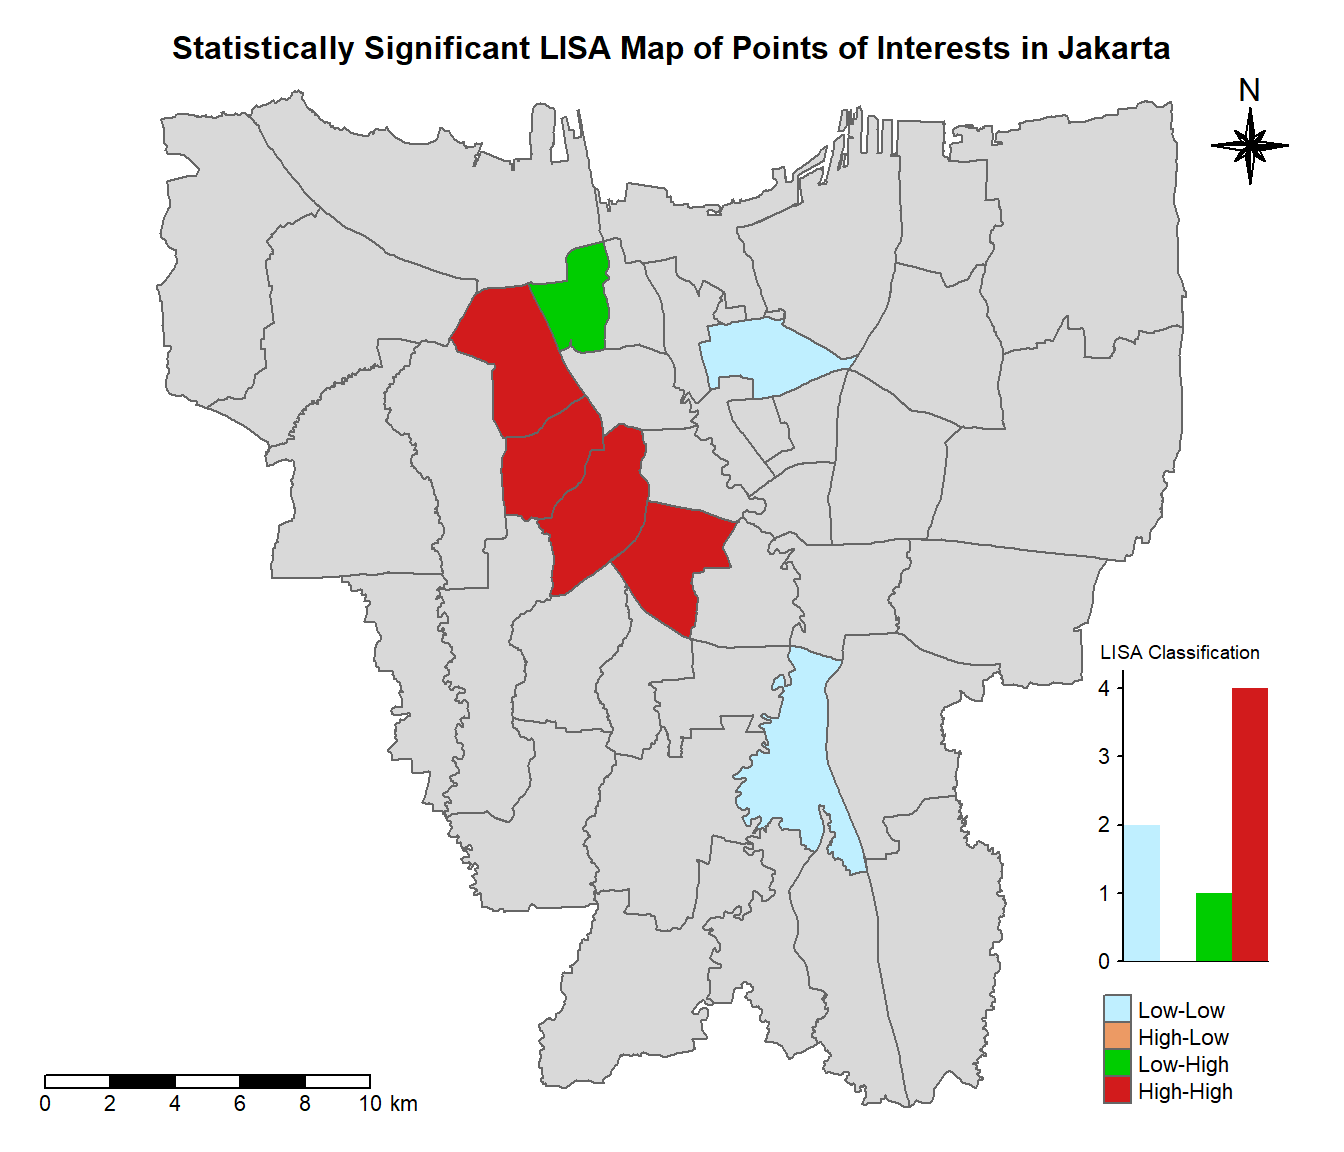 Statistically Significant LISA Map of Points of Interests in Jakarta
N
LISA Classification
4
3
2
1
0
Low-Low
High-Low
Low-High
High-High
0 2 4 6 8 10 km